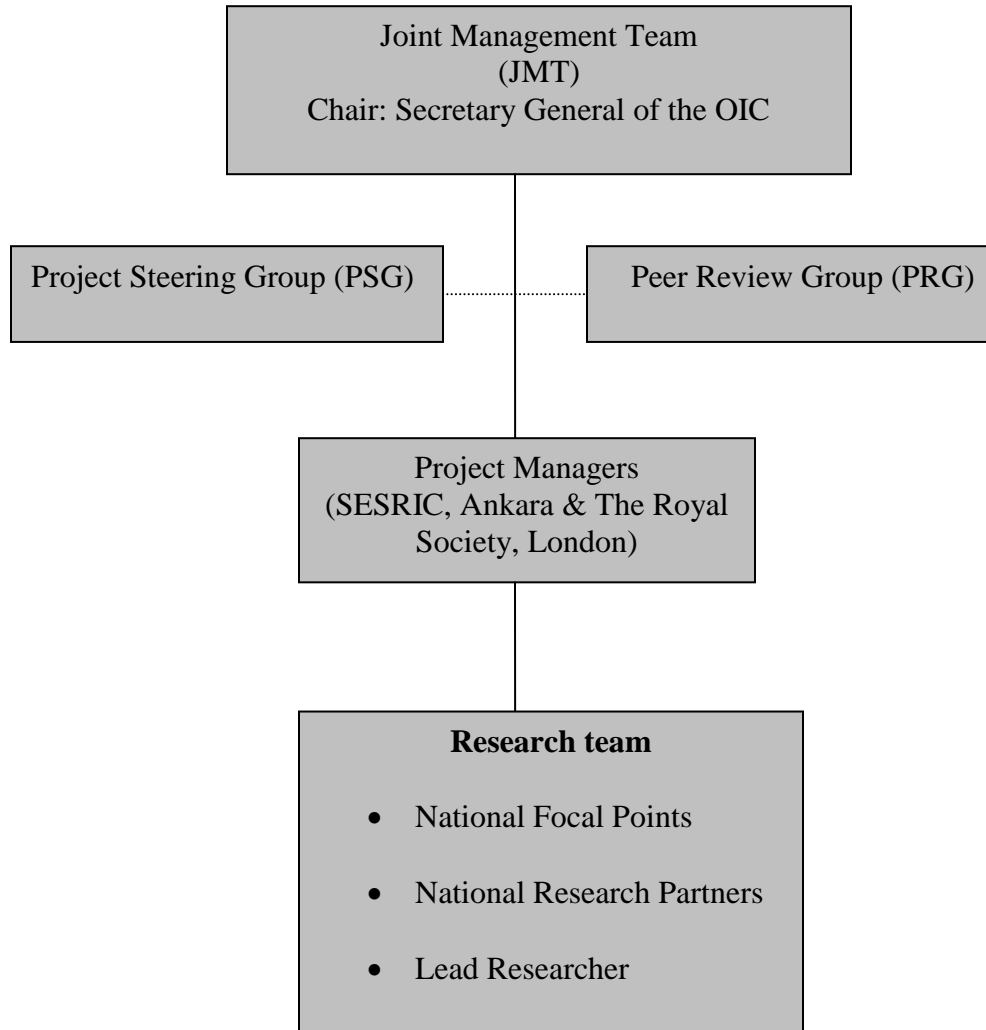 Joint Management Team
(JMT)
Chair: Secretary General of the OIC
Project Steering Group (PSG)
Peer Review Group (PRG)
Project Managers
(SESRIC, Ankara & The Royal
Society, London)
Research team
• National Focal Points
• National Research Partners
• Lead Researcher